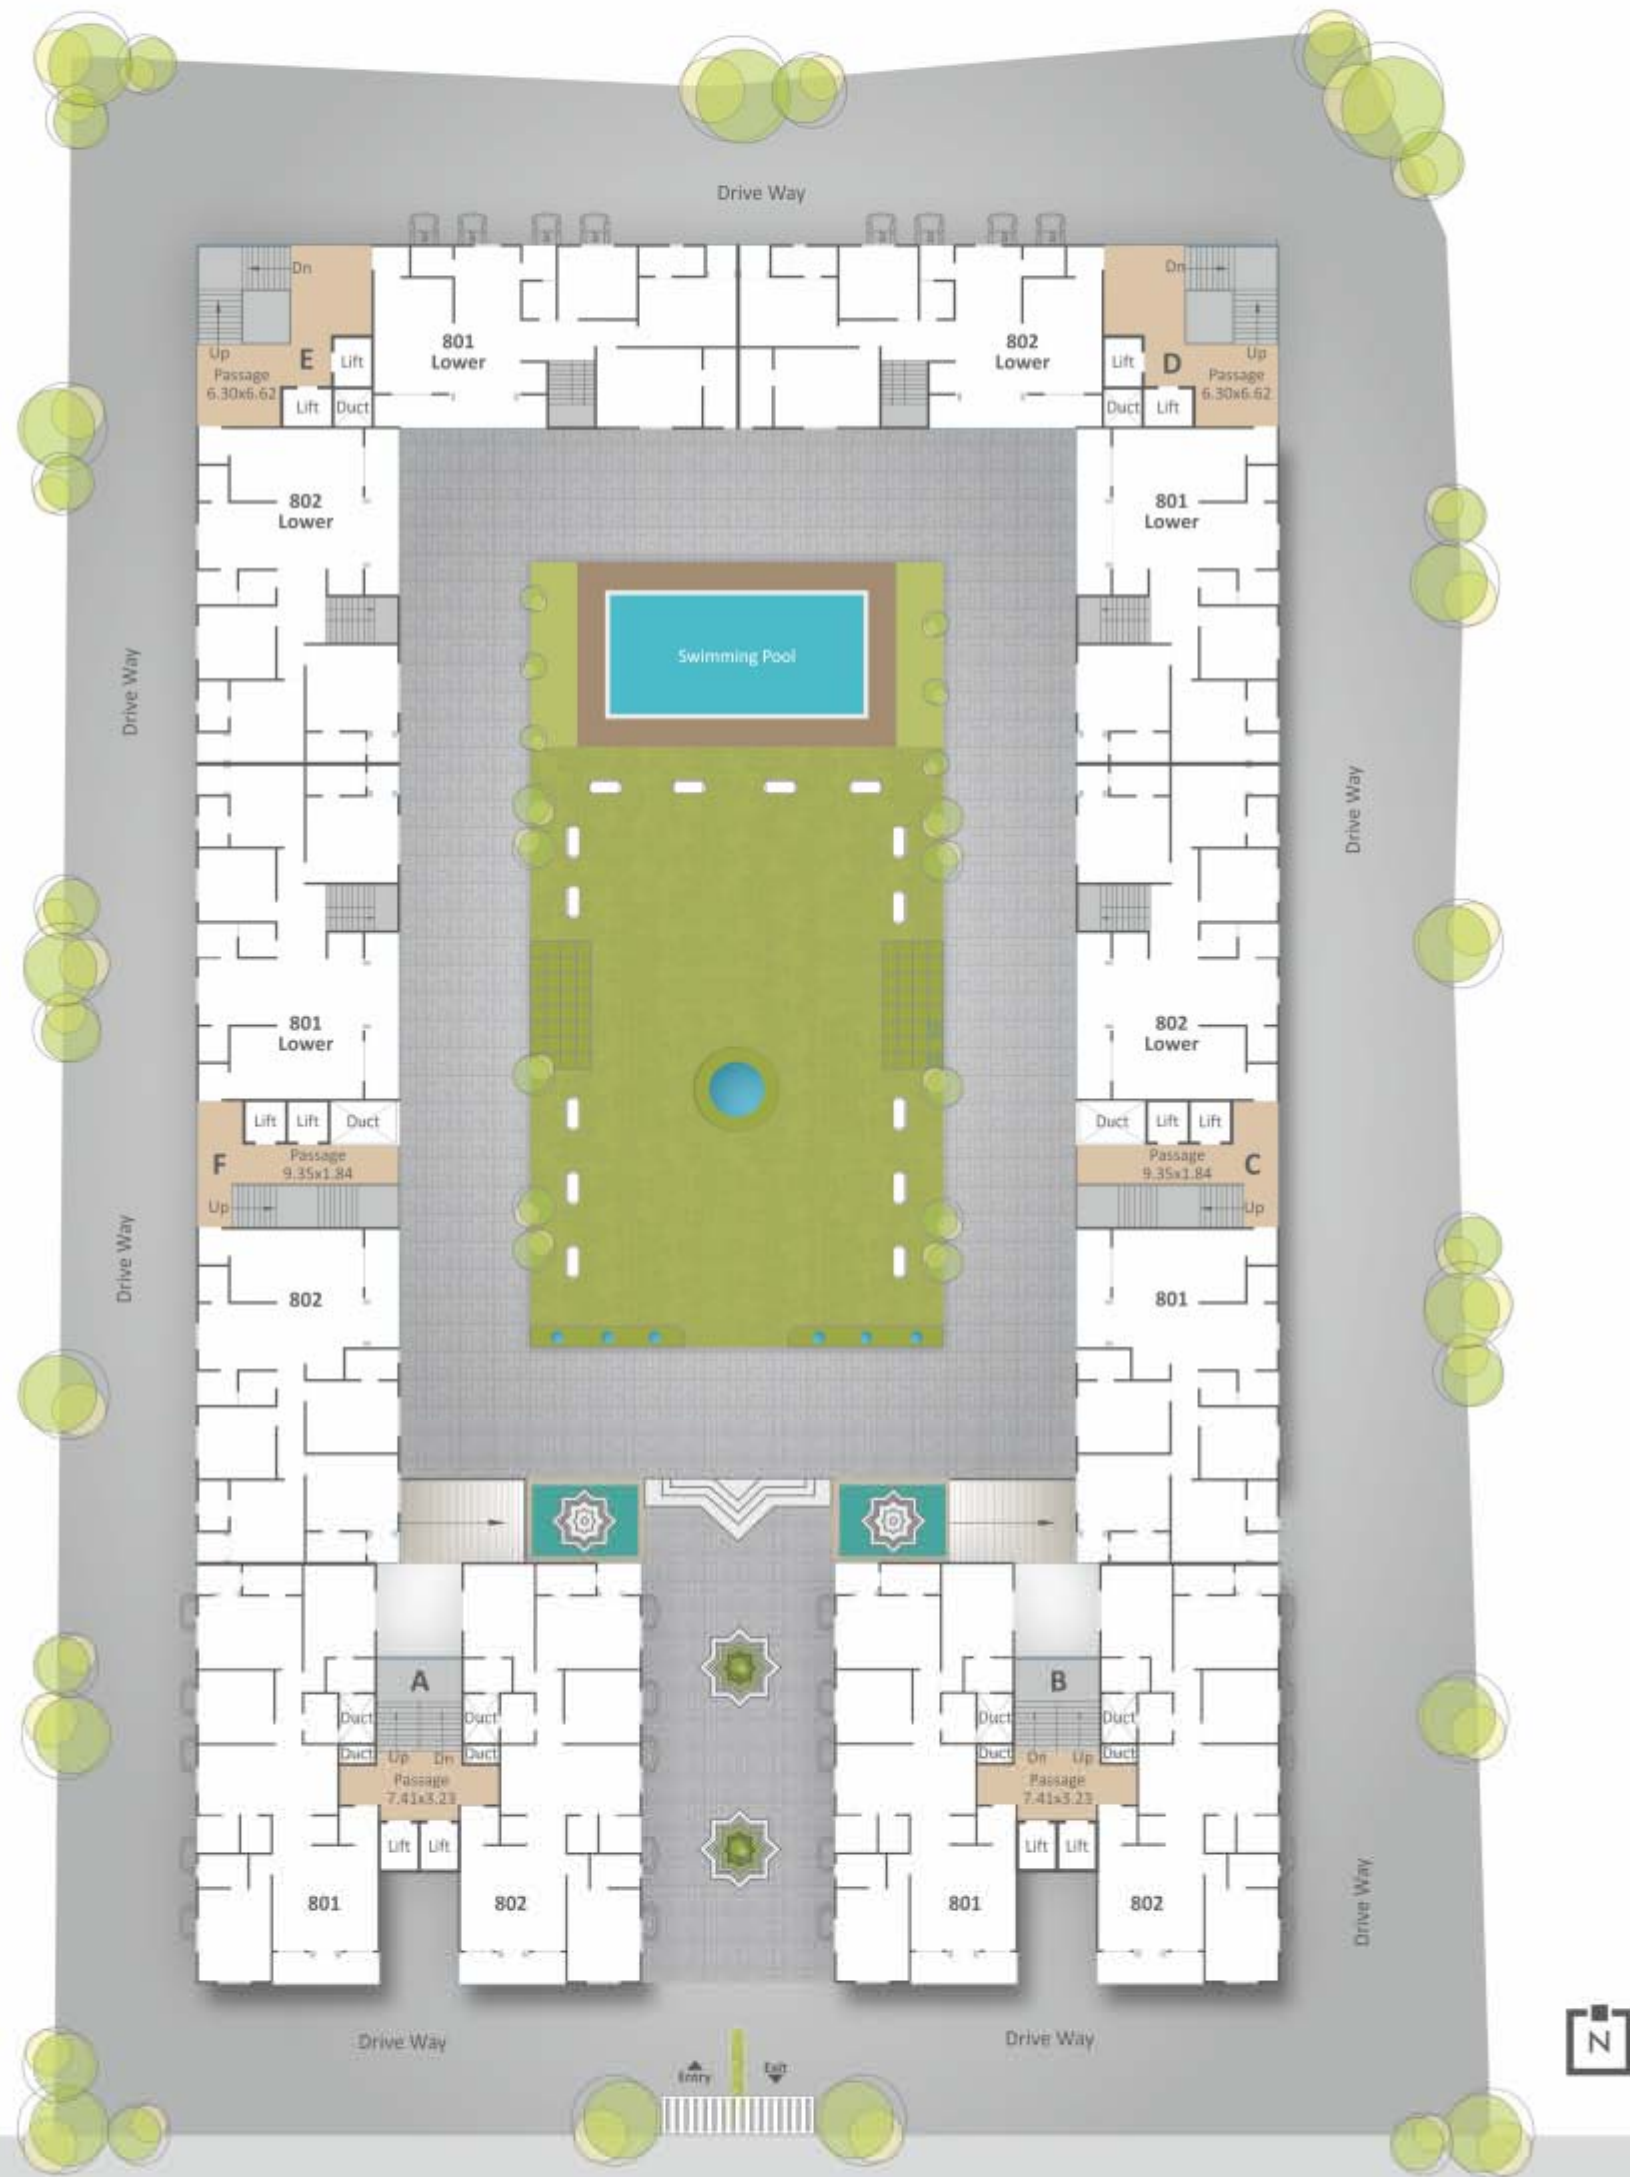 Drive Way
Dn
Up
E
Passage
6.30x6.62
Lift
Lift
Duct
801
Lower
802
Lower
Dn
Up
D
Passage
6.30x6.62
Lift
Duct
Lift
802
Lower
801
Lower
Swimming Pool
Drive Way
Drive Way
801
Lower
802
Lower
Lift
Lift
Duct
F
Passage
9.35x1.84
Up
Duct
Lift
Lift
Passage
9.35x1.84
C
Up
Drive Way
802
801
A
Duct
Duct
Duct
Up
Dn
Duct
Passage
7.41x3.23
Lift
Lift
801
802
B
Duct
Duct
Duct
Dn
Up
Duct
Passage
7.41x3.23
Lift
Lift
801
802
Drive Way
Drive Way
Drive Way
Entry
Exit
N